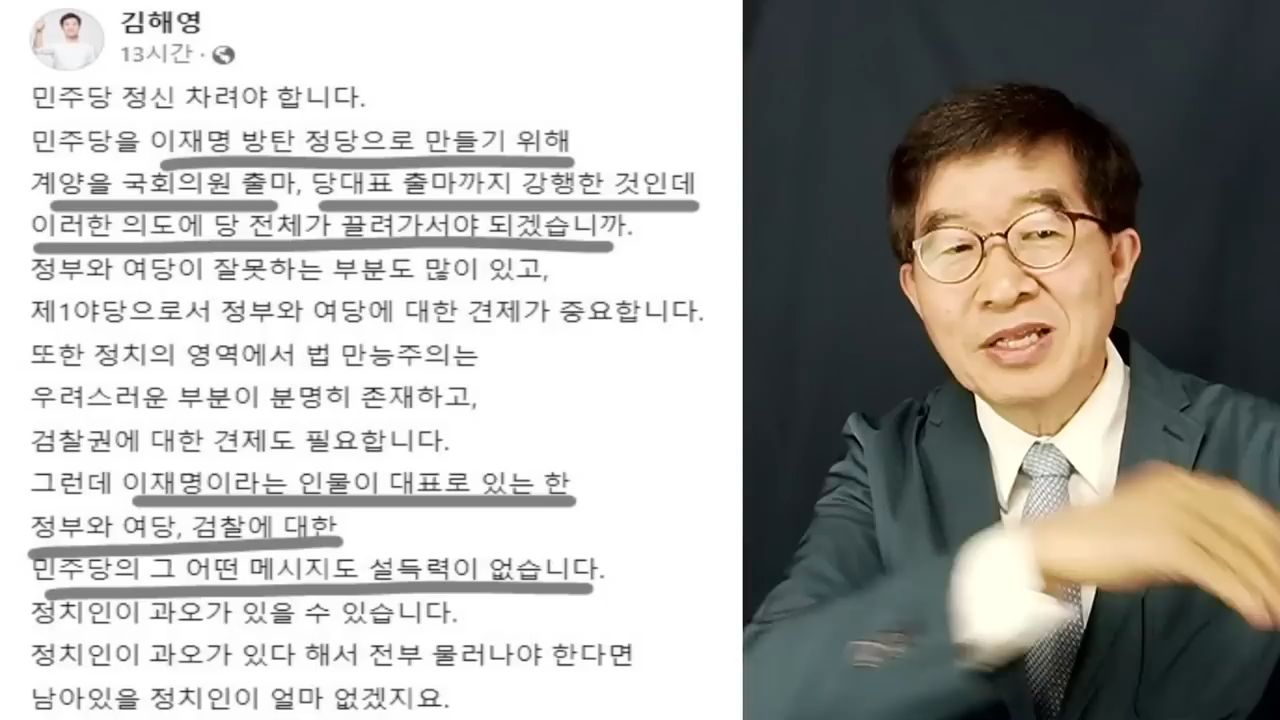 김해영
13시간 ·
민주당 정신 차려야 합니다.
민주당을 이재명 방탄 정당으로 만들기 위해
계양을 국회의원 출마, 당대표 출마까지 강행한 것인데
이러한 의도에 당 전체가 끌려가서야 되겠습니까.
정부와 여당이 잘못하는 부분도 많이 있고,
제1야당으로서 정부와 여당에 대한 견제가 중요합니다.
또한 정치의 영역에서 법 만능주의는
우려스러운 부분이 분명히 존재하고,
검찰권에 대한 견제도 필요합니다.
그런데 이재명이라는 인물이 대표로 있는 한
정부와 여당, 검찰에 대한
민주당의 그 어떤 메시지도 설득력이 없습니다.
정치인이 과오가 있을 수 있습니다.
정치인이 과오가 있다 해서 전부 물러나야 한다면
남아있을 정치인이 얼마 없겠지요.